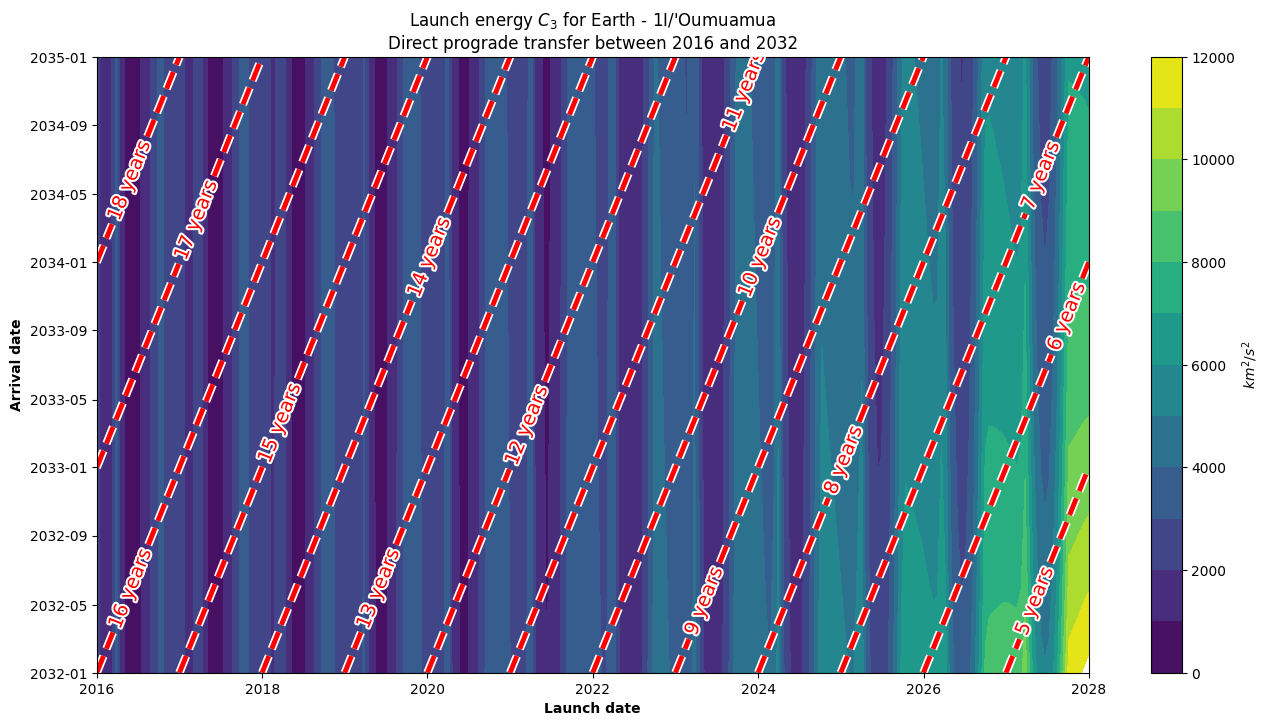 Launch energy C₃ for Earth - 1I/'Oumuamua
Direct prograde transfer between 2016 and 2032
2035-01
2034-09
2034-05
2034-01
2033-09
2033-05
2033-01
2032-09
2032-05
2032-01
Arrival date
18 years
17 years
16 years
15 years
14 years
13 years
12 years
11 years
10 years
9 years
8 years
7 years
6 years
5 years
2016
2018
2020
2022
2024
2026
2028
Launch date
12000
10000
8000
6000
4000
2000
0
km²/s²